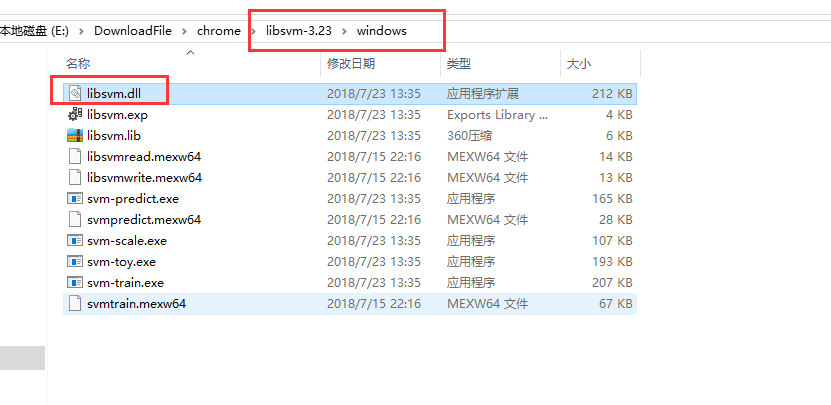 本地磁盘 (E:) › DownloadFile › chrome › libsvm-3.23 › windows
名称 修改日期 类型 大小
libsvm.dll 2018/7/23 13:35 应用程序扩展 212 KB
libsvm.exp 2018/7/23 13:35 Exports Library ... 4 KB
libsvm.lib 2018/7/23 13:35 360压缩 6 KB
libsvmread.mexw64 2018/7/15 22:16 MEXW64 文件 14 KB
libsvmwrite.mexw64 2018/7/15 22:16 MEXW64 文件 13 KB
svm-predict.exe 2018/7/23 13:35 应用程序 165 KB
svmpredict.mexw64 2018/7/15 22:16 MEXW64 文件 28 KB
svm-scale.exe 2018/7/23 13:35 应用程序 107 KB
svm-toy.exe 2018/7/23 13:35 应用程序 193 KB
svm-train.exe 2018/7/23 13:35 应用程序 207 KB
svmtrain.mexw64 2018/7/15 22:16 MEXW64 文件 67 KB